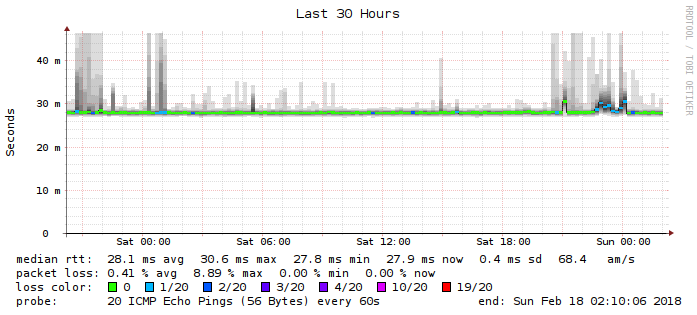 Last 30 Hours
RRDTOOL / TOBI OETIKER
Seconds
40 m
30 m
20 m
10 m
0
Sat 00:00 Sat 06:00 Sat 12:00 Sat 18:00 Sun 00:00
median rtt: 28.1 ms avg 30.6 ms max 27.8 ms min 27.9 ms now 0.4 ms sd 68.4 am/s
packet loss: 0.41 % avg 8.89 % max 0.00 % min 0.00 % now
loss color: 0 1/20 2/20 3/20 4/20 10/20 19/20
probe: 20 ICMP Echo Pings (56 Bytes) every 60s end: Sun Feb 18 02:10:06 2018